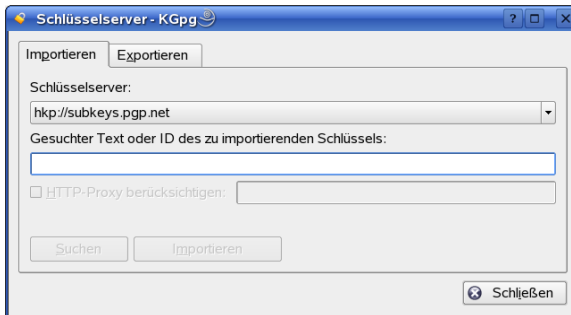 Schlüsselserver - KGpg
Importieren Exportieren
Schlüsselserver:
hkp://subkeys.pgp.net
Gesuchter Text oder ID des zu importierenden Schlüssels:
HTTP-Proxy berücksichtigen:
Suchen Importieren
Schließen